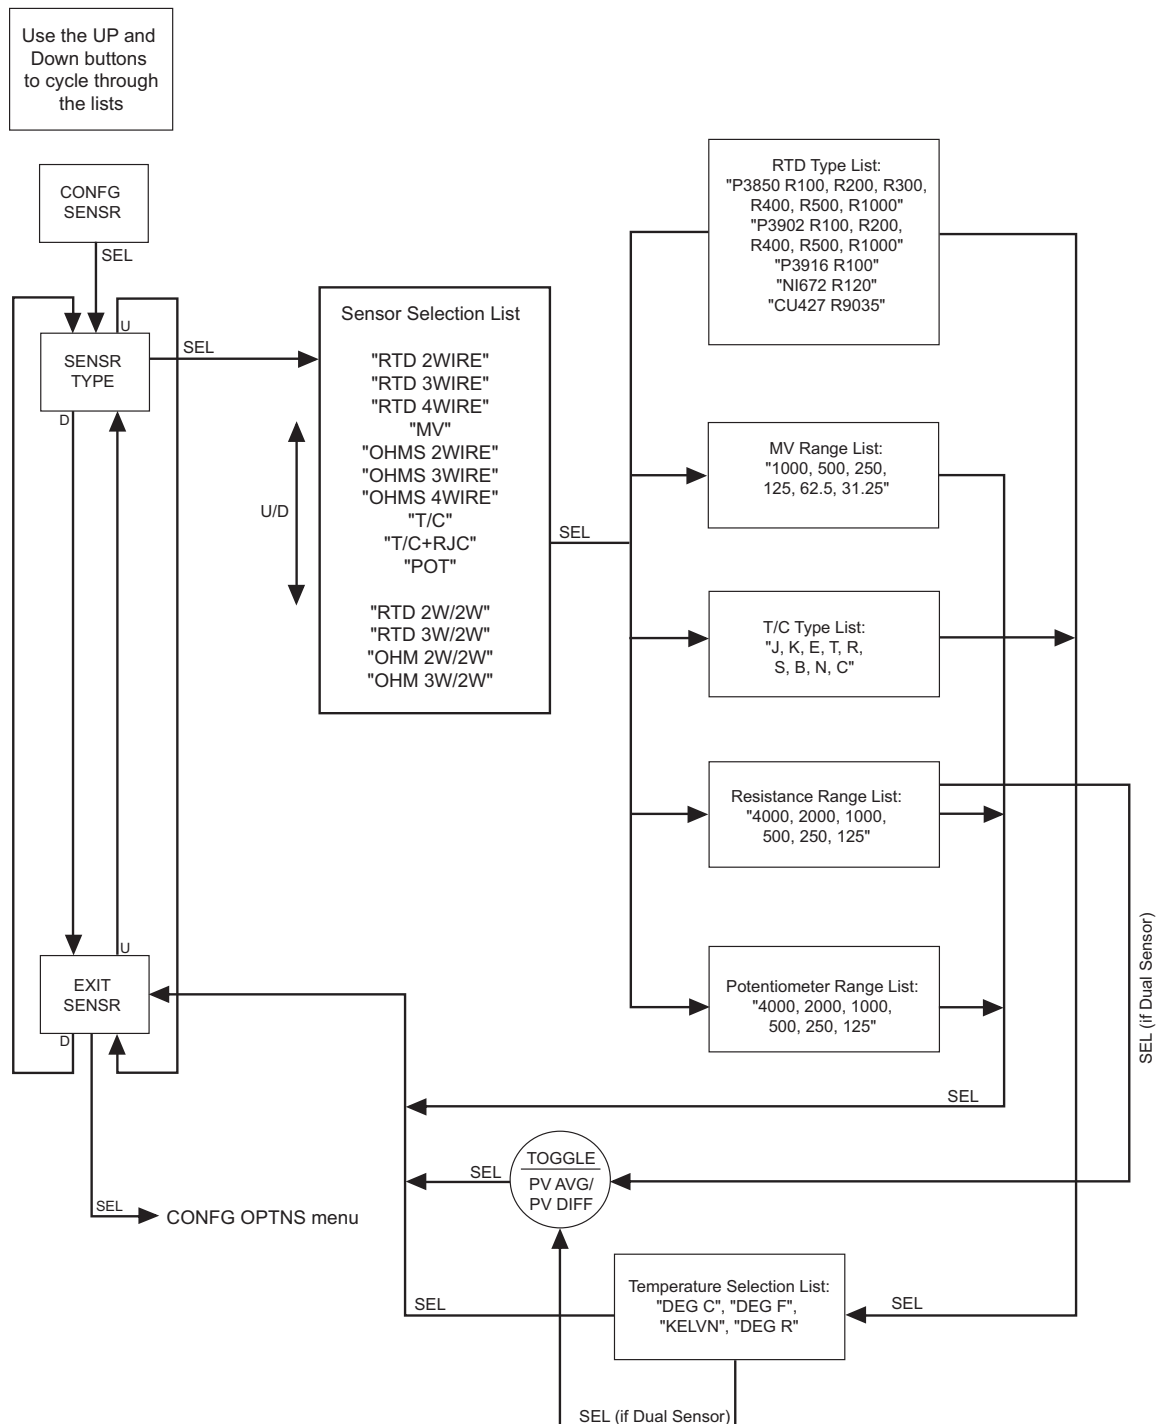 Use the UP and
Down buttons
to cycle through
the lists
CONFG
SENSR
SEL
U
SENSR
TYPE
D
SEL
Sensor Selection List
"RTD 2WIRE"
"RTD 3WIRE"
"RTD 4WIRE"
"MV"
"OHMS 2WIRE"
"OHMS 3WIRE"
"OHMS 4WIRE"
"T/C"
"T/C+RJC"
"POT"
"RTD 2W/2W"
"RTD 3W/2W"
"OHM 2W/2W"
"OHM 3W/2W"
U/D
SEL
RTD Type List:
"P3850 R100, R200, R300,
R400, R500, R1000"
"P3902 R100, R200,
R400, R500, R1000"
"P3916 R100"
"NI672 R120"
"CU427 R9035"
MV Range List:
"1000, 500, 250,
125, 62.5, 31.25"
T/C Type List:
"J, K, E, T, R,
S, B, N, C"
Resistance Range List:
"4000, 2000, 1000,
500, 250, 125"
Potentiometer Range List:
"4000, 2000, 1000,
500, 250, 125"
SEL (if Dual Sensor)
U
EXIT
SENSR
D
SEL
CONFG OPTNS menu
SEL
SEL
TOGGLE
PV AVG/
PV DIFF
Temperature Selection List:
"DEG C", "DEG F",
"KELVN", "DEG R"
SEL
SEL
SEL (if Dual Sensor)